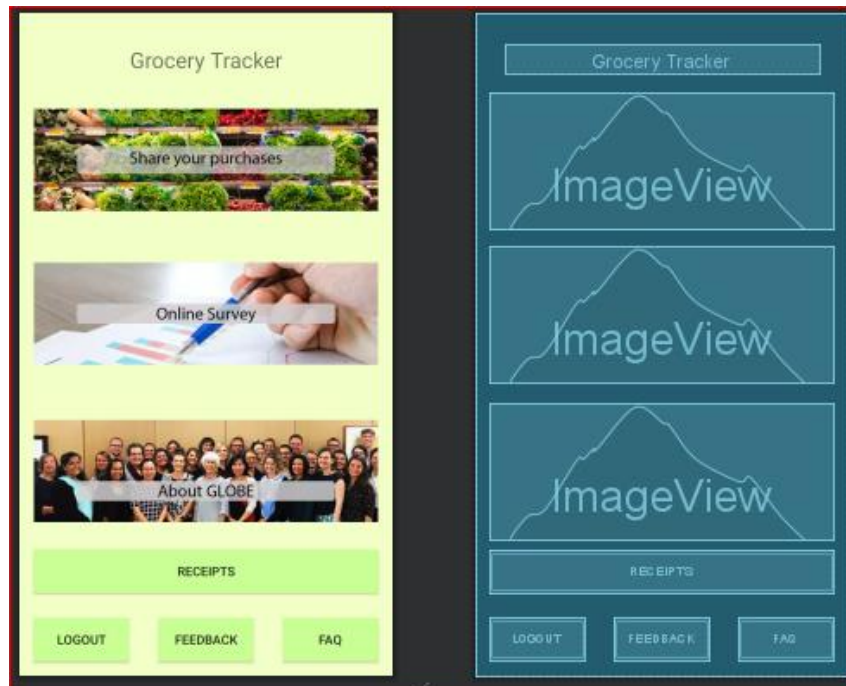 Grocery Tracker
Share your purchases
Online Survey
About GLOBE
RECEIPTS
LOGOUT FEEDBACK FAQ
Grocery Tracker
ImageView
ImageView
ImageView
RECEIPTS
LOGOUT FEEDBACK FAQ